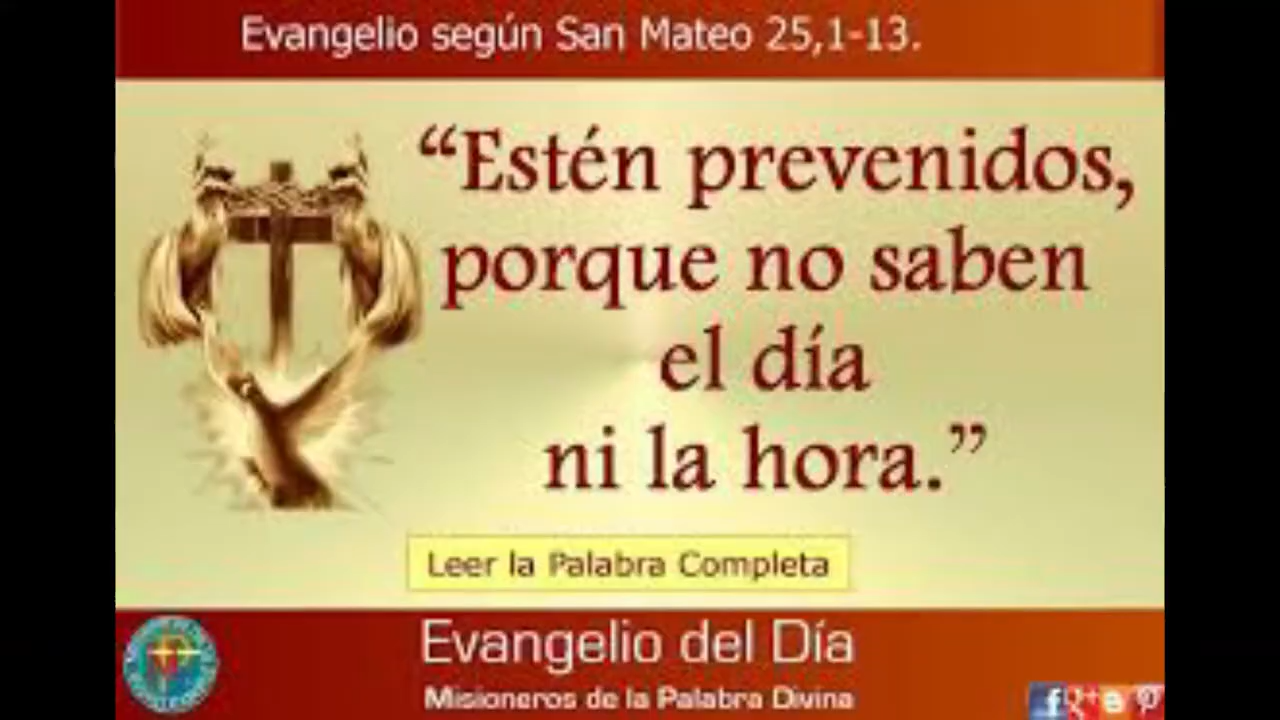 Evangelio según San Mateo 25,1-13.
“Estén prevenidos,
porque no saben
el día
ni la hora.”
Leer la Palabra Completa
Evangelio del Día
Misioneros de la Palabra Divina